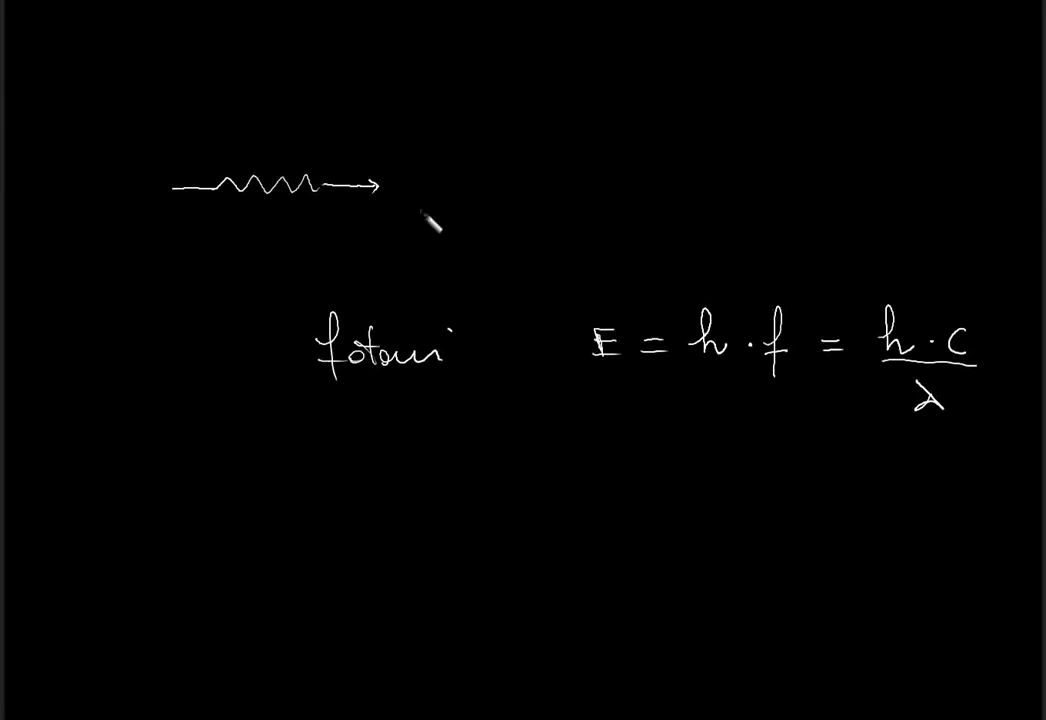 fotoni E = h · f = h · c / λ